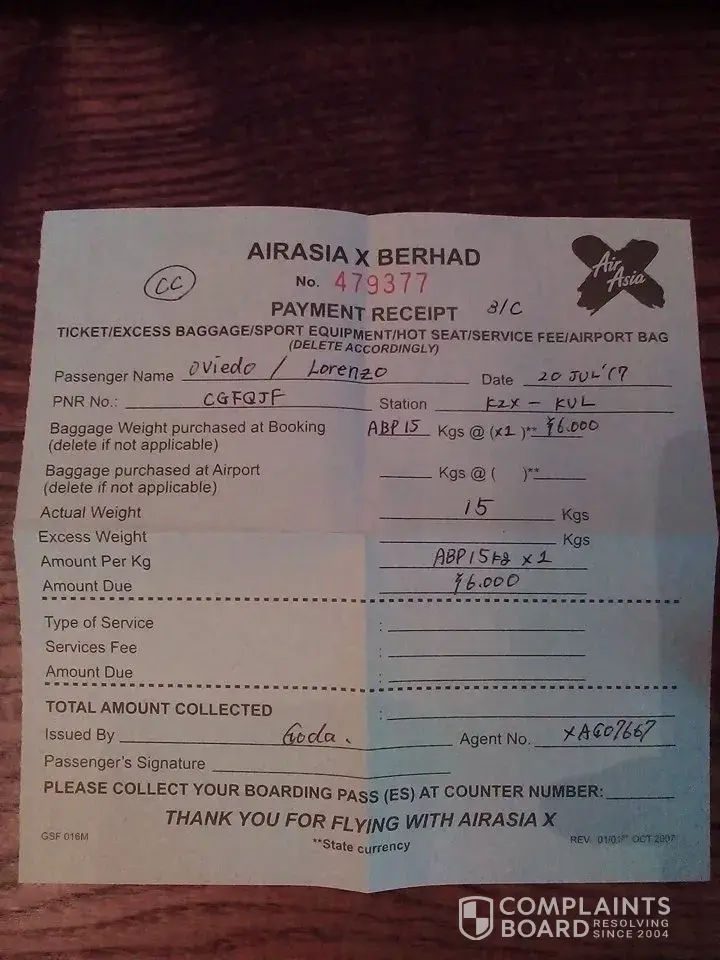 AIRASIA X BERHAD
CC
No. 479377
Air Asia
PAYMENT RECEIPT B/C
TICKET/EXCESS BAGGAGE/SPORT EQUIPMENT/HOT SEAT/SERVICE FEE/AIRPORT BAG
(DELETE ACCORDINGLY)
Passenger Name Oviedo / Lorenzo Date 20 JUL'17
PNR No.: CGFQJF Station KIX - KUL
Baggage Weight purchased at Booking ABP 15 Kgs @ (x1 )** ¥6.000
(delete if not applicable)
Baggage purchased at Airport Kgs @ ( )**
(delete if not applicable)
Actual Weight 15 Kgs
Excess Weight Kgs
Amount Per Kg ABP 15kg x 1
Amount Due ¥6.000
Type of Service :
Services Fee :
Amount Due :
TOTAL AMOUNT COLLECTED :
Issued By Goda. Agent No. XAG07667
Passenger's Signature
PLEASE COLLECT YOUR BOARDING PASS (ES) AT COUNTER NUMBER:
THANK YOU FOR FLYING WITH AIRASIA X
GSF 016M **State currency REV. 01/01ST OCT 2007
COMPLAINTS
BOARD RESOLVING SINCE 2004